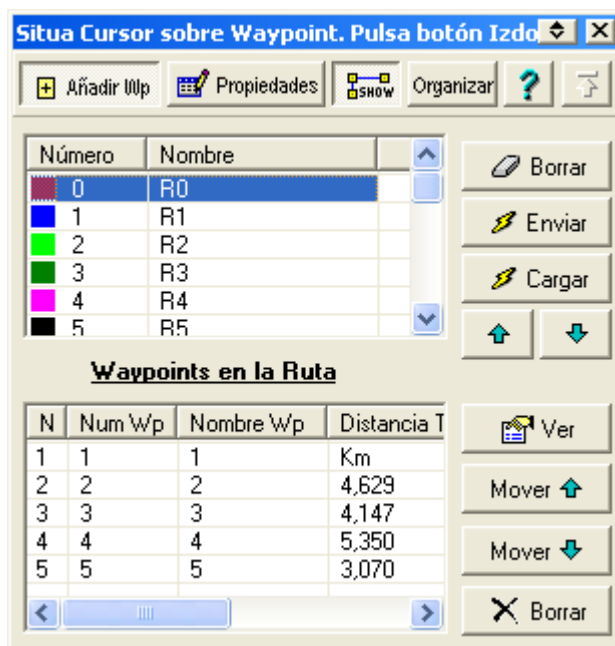 Situa Cursor sobre Waypoint. Pulsa botón Izdo
Añadir Wp Propiedades SHOW Organizar ?
Número Nombre
0 R0
1 R1
2 R2
3 R3
4 R4
5 R5
Borrar
Enviar
Cargar
Waypoints en la Ruta
N Num Wp Nombre Wp Distancia T
1 1 1 Km
2 2 2 4,629
3 3 3 4,147
4 4 4 5,350
5 5 5 3,070
Ver
Mover
Mover
Borrar